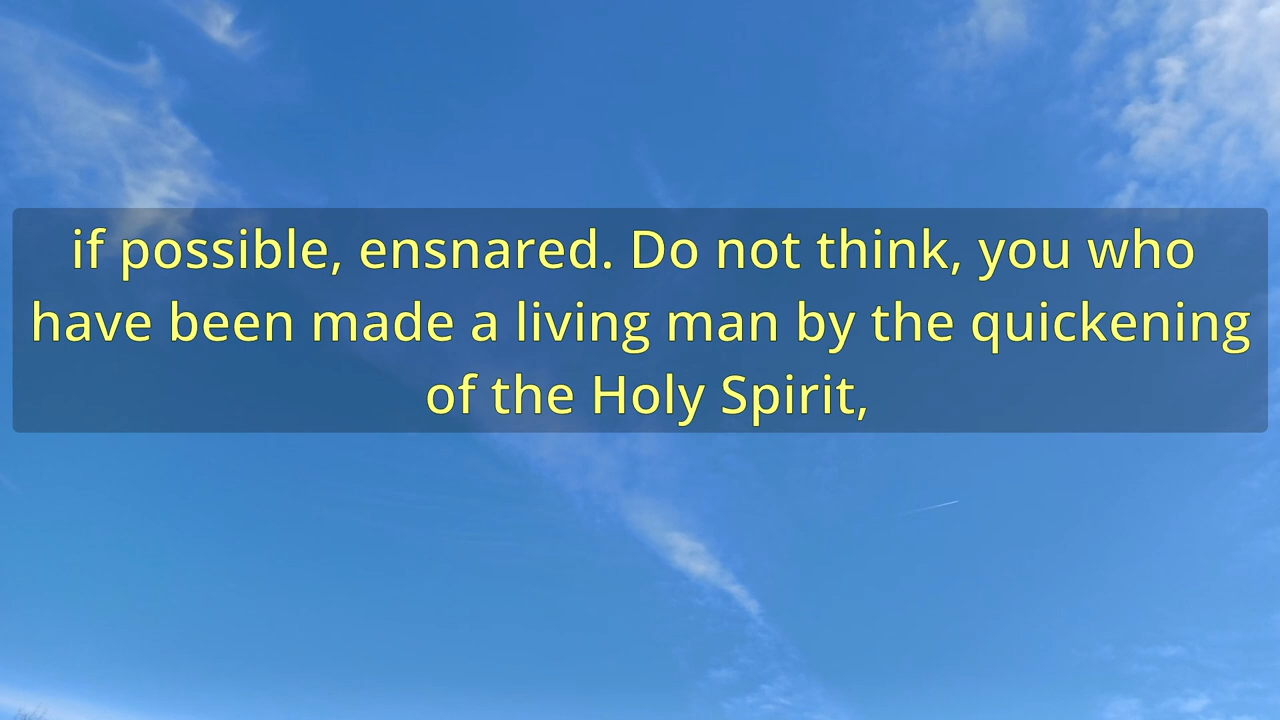 if possible, ensnared. Do not think, you who
have been made a living man by the quickening
of the Holy Spirit,